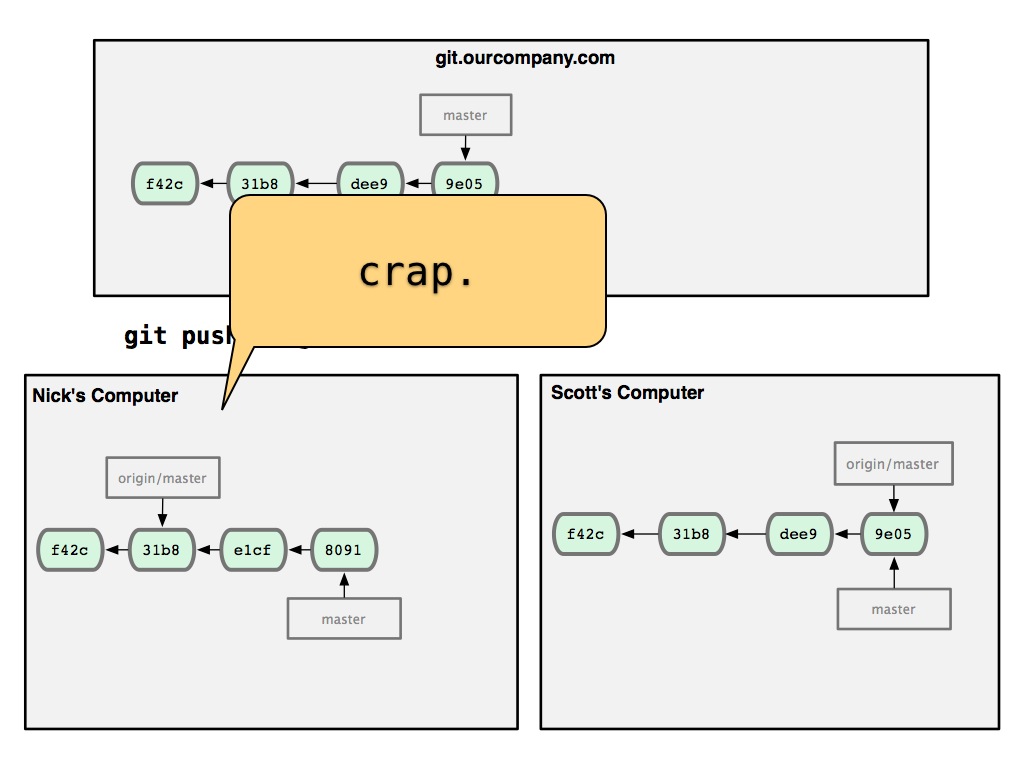 git.ourcompany.com
master
f42c 31b8 dee9 9e05
crap.
git push
Nick's Computer
origin/master
f42c 31b8 e1cf 8091
master
Scott's Computer
origin/master
f42c 31b8 dee9 9e05
master